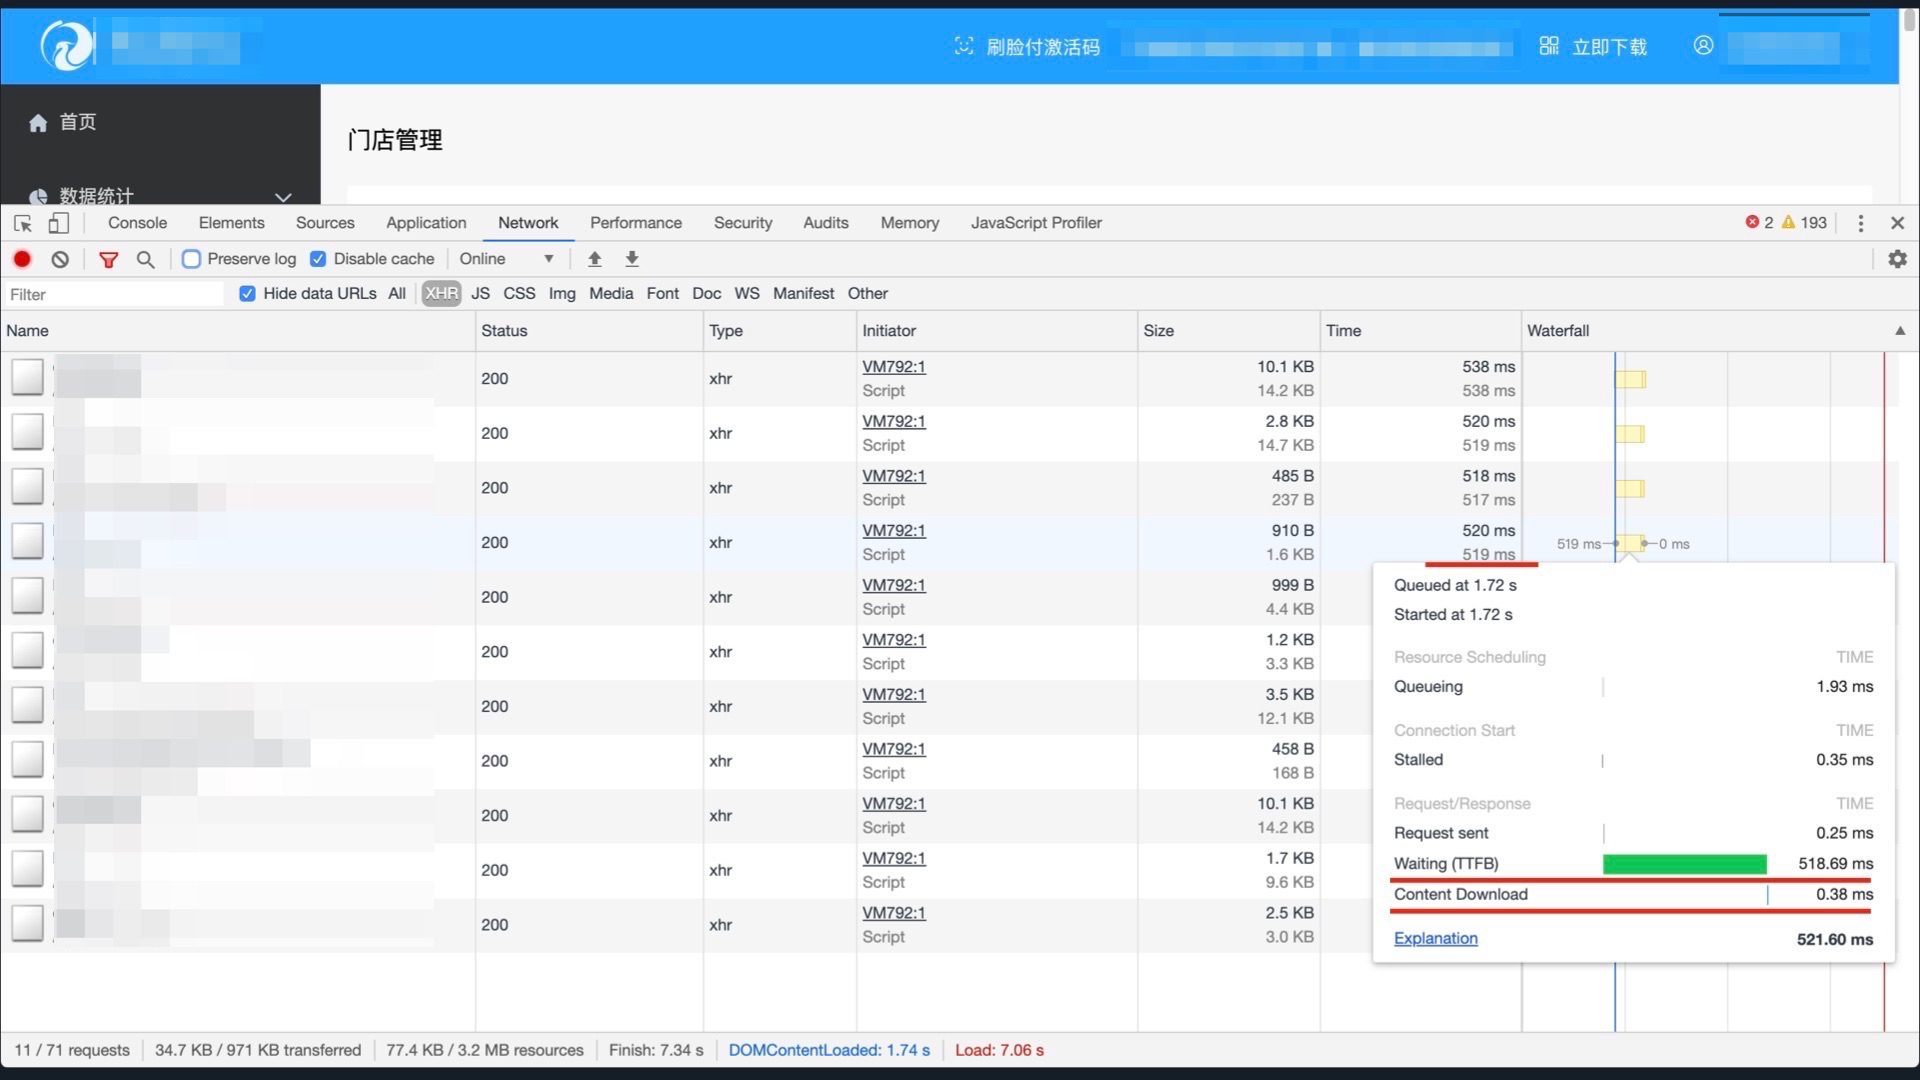 刷脸付激活码
立即下载
首页
门店管理
数据统计
Console Elements Sources Application Network Performance Security Audits Memory JavaScript Profiler 2 193
Preserve log Disable cache Online
Filter Hide data URLs All XHR JS CSS Img Media Font Doc WS Manifest Other
Name Status Type Initiator Size Time Waterfall
200 xhr VM792:1 10.1 KB 538 ms
Script 14.2 KB 538 ms
200 xhr VM792:1 2.8 KB 520 ms
Script 14.7 KB 519 ms
200 xhr VM792:1 485 B 518 ms
Script 237 B 517 ms
200 xhr VM792:1 910 B 520 ms 519 ms 0 ms
Script 1.6 KB 519 ms
200 xhr VM792:1 999 B
Script 4.4 KB
200 xhr VM792:1 1.2 KB
Script 3.3 KB
200 xhr VM792:1 3.5 KB
Script 12.1 KB
200 xhr VM792:1 458 B
Script 168 B
200 xhr VM792:1 10.1 KB
Script 14.2 KB
200 xhr VM792:1 1.7 KB
Script 9.6 KB
200 xhr VM792:1 2.5 KB
Script 3.0 KB
Queued at 1.72 s
Started at 1.72 s
Resource Scheduling TIME
Queueing 1.93 ms
Connection Start TIME
Stalled 0.35 ms
Request/Response TIME
Request sent 0.25 ms
Waiting (TTFB) 518.69 ms
Content Download 0.38 ms
Explanation 521.60 ms
11 / 71 requests 34.7 KB / 971 KB transferred 77.4 KB / 3.2 MB resources Finish: 7.34 s DOMContentLoaded: 1.74 s Load: 7.06 s